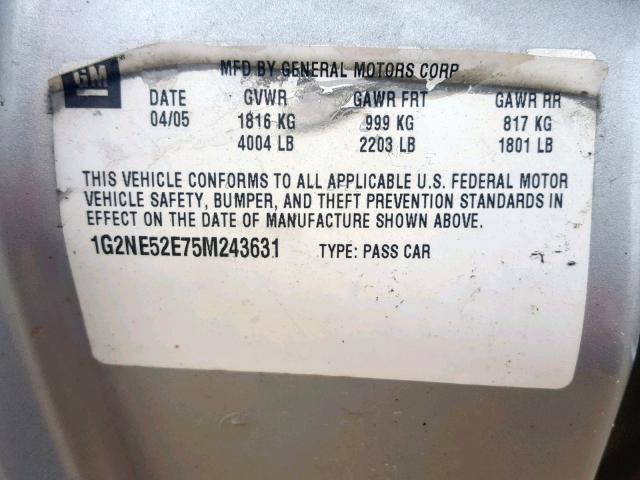 GM
MFD BY GENERAL MOTORS CORP
DATE GVWR GAWR FRT GAWR RR
04/05 1816 KG 999 KG 817 KG
4004 LB 2203 LB 1801 LB
THIS VEHICLE CONFORMS TO ALL APPLICABLE U.S. FEDERAL MOTOR
VEHICLE SAFETY, BUMPER, AND THEFT PREVENTION STANDARDS IN
EFFECT ON THE DATE OF MANUFACTURE SHOWN ABOVE.
1G2NE52E75M243631 TYPE: PASS CAR